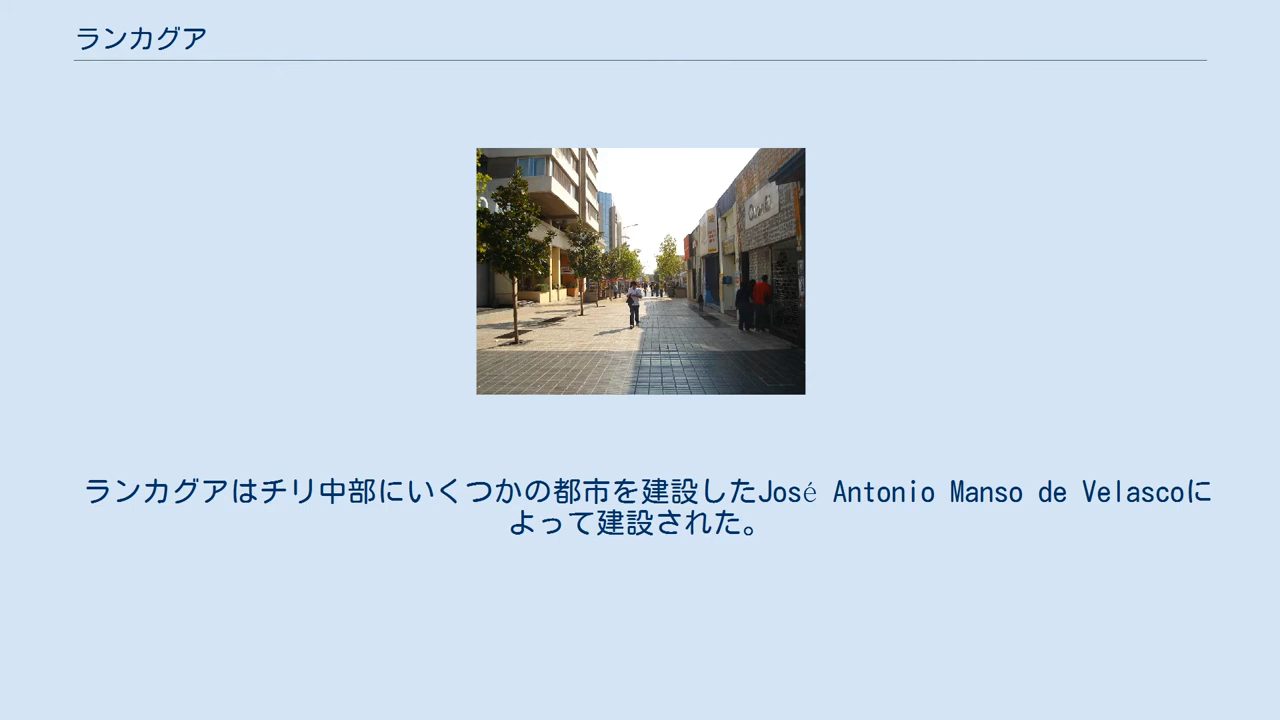 ランカグア
ランカグアはチリ中部にいくつかの都市を建設したJosé Antonio Manso de Velascoに
よって建設された。